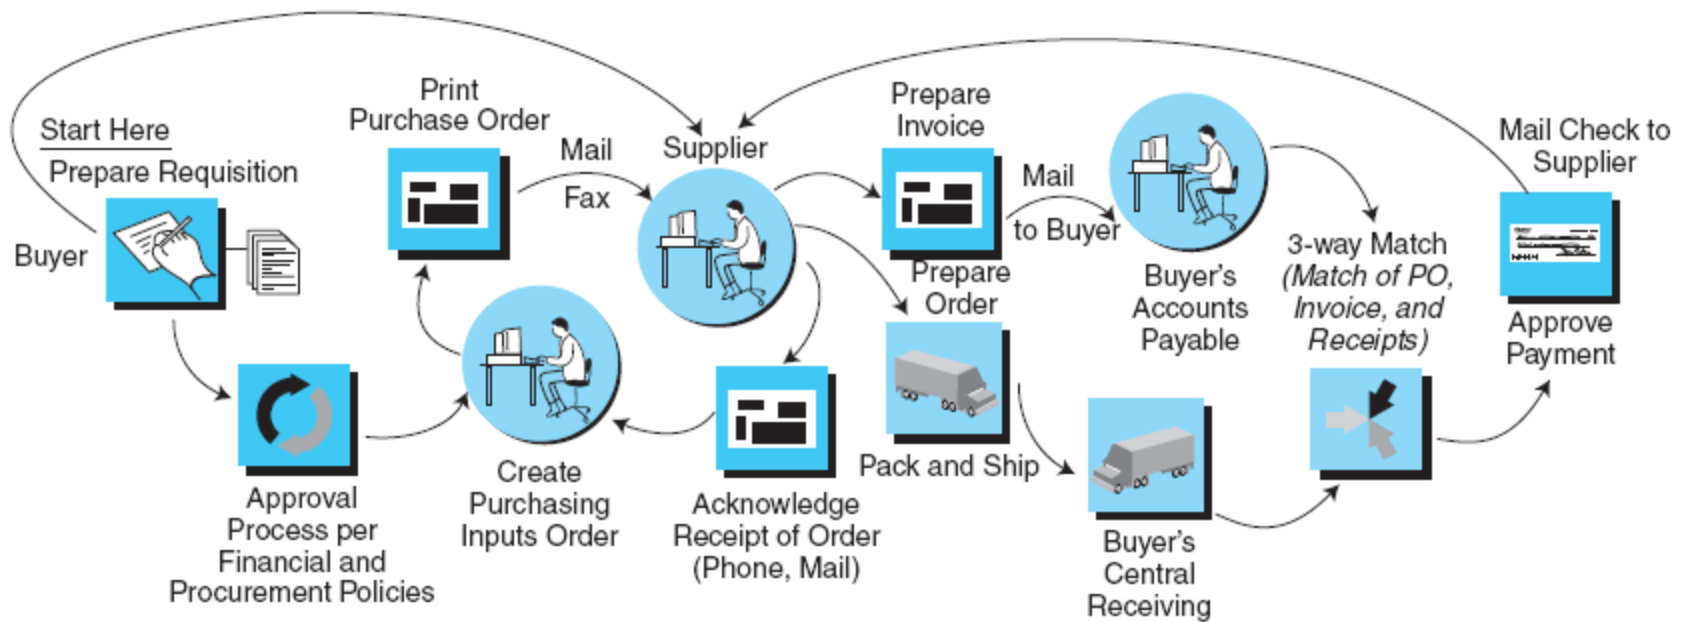 Start Here
Prepare Requisition
Buyer
Approval
Process per
Financial and
Procurement Policies
Print
Purchase Order
Mail
Fax
Create
Purchasing
Inputs Order
Supplier
Acknowledge
Receipt of Order
(Phone, Mail)
Prepare
Invoice
Mail
to Buyer
Prepare
Order
Pack and Ship
Buyer's
Accounts
Payable
Buyer's
Central
Receiving
3-way Match
(Match of PO,
Invoice, and
Receipts)
Mail Check to
Supplier
Approve
Payment